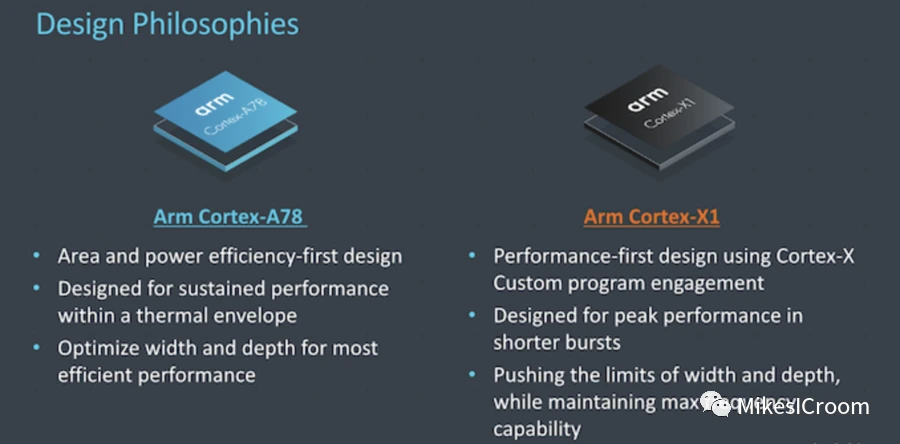 Design Philosophies
arm
Cortex-A78
arm
Cortex-X1
Arm Cortex-A78
• Area and power efficiency-first design
• Designed for sustained performance
within a thermal envelope
• Optimize width and depth for most
efficient performance
Arm Cortex-X1
• Performance-first design using Cortex-X
Custom program engagement
• Designed for peak performance in
shorter bursts
• Pushing the limits of width and depth,
while maintaining max frequency
capability
MikesICroom